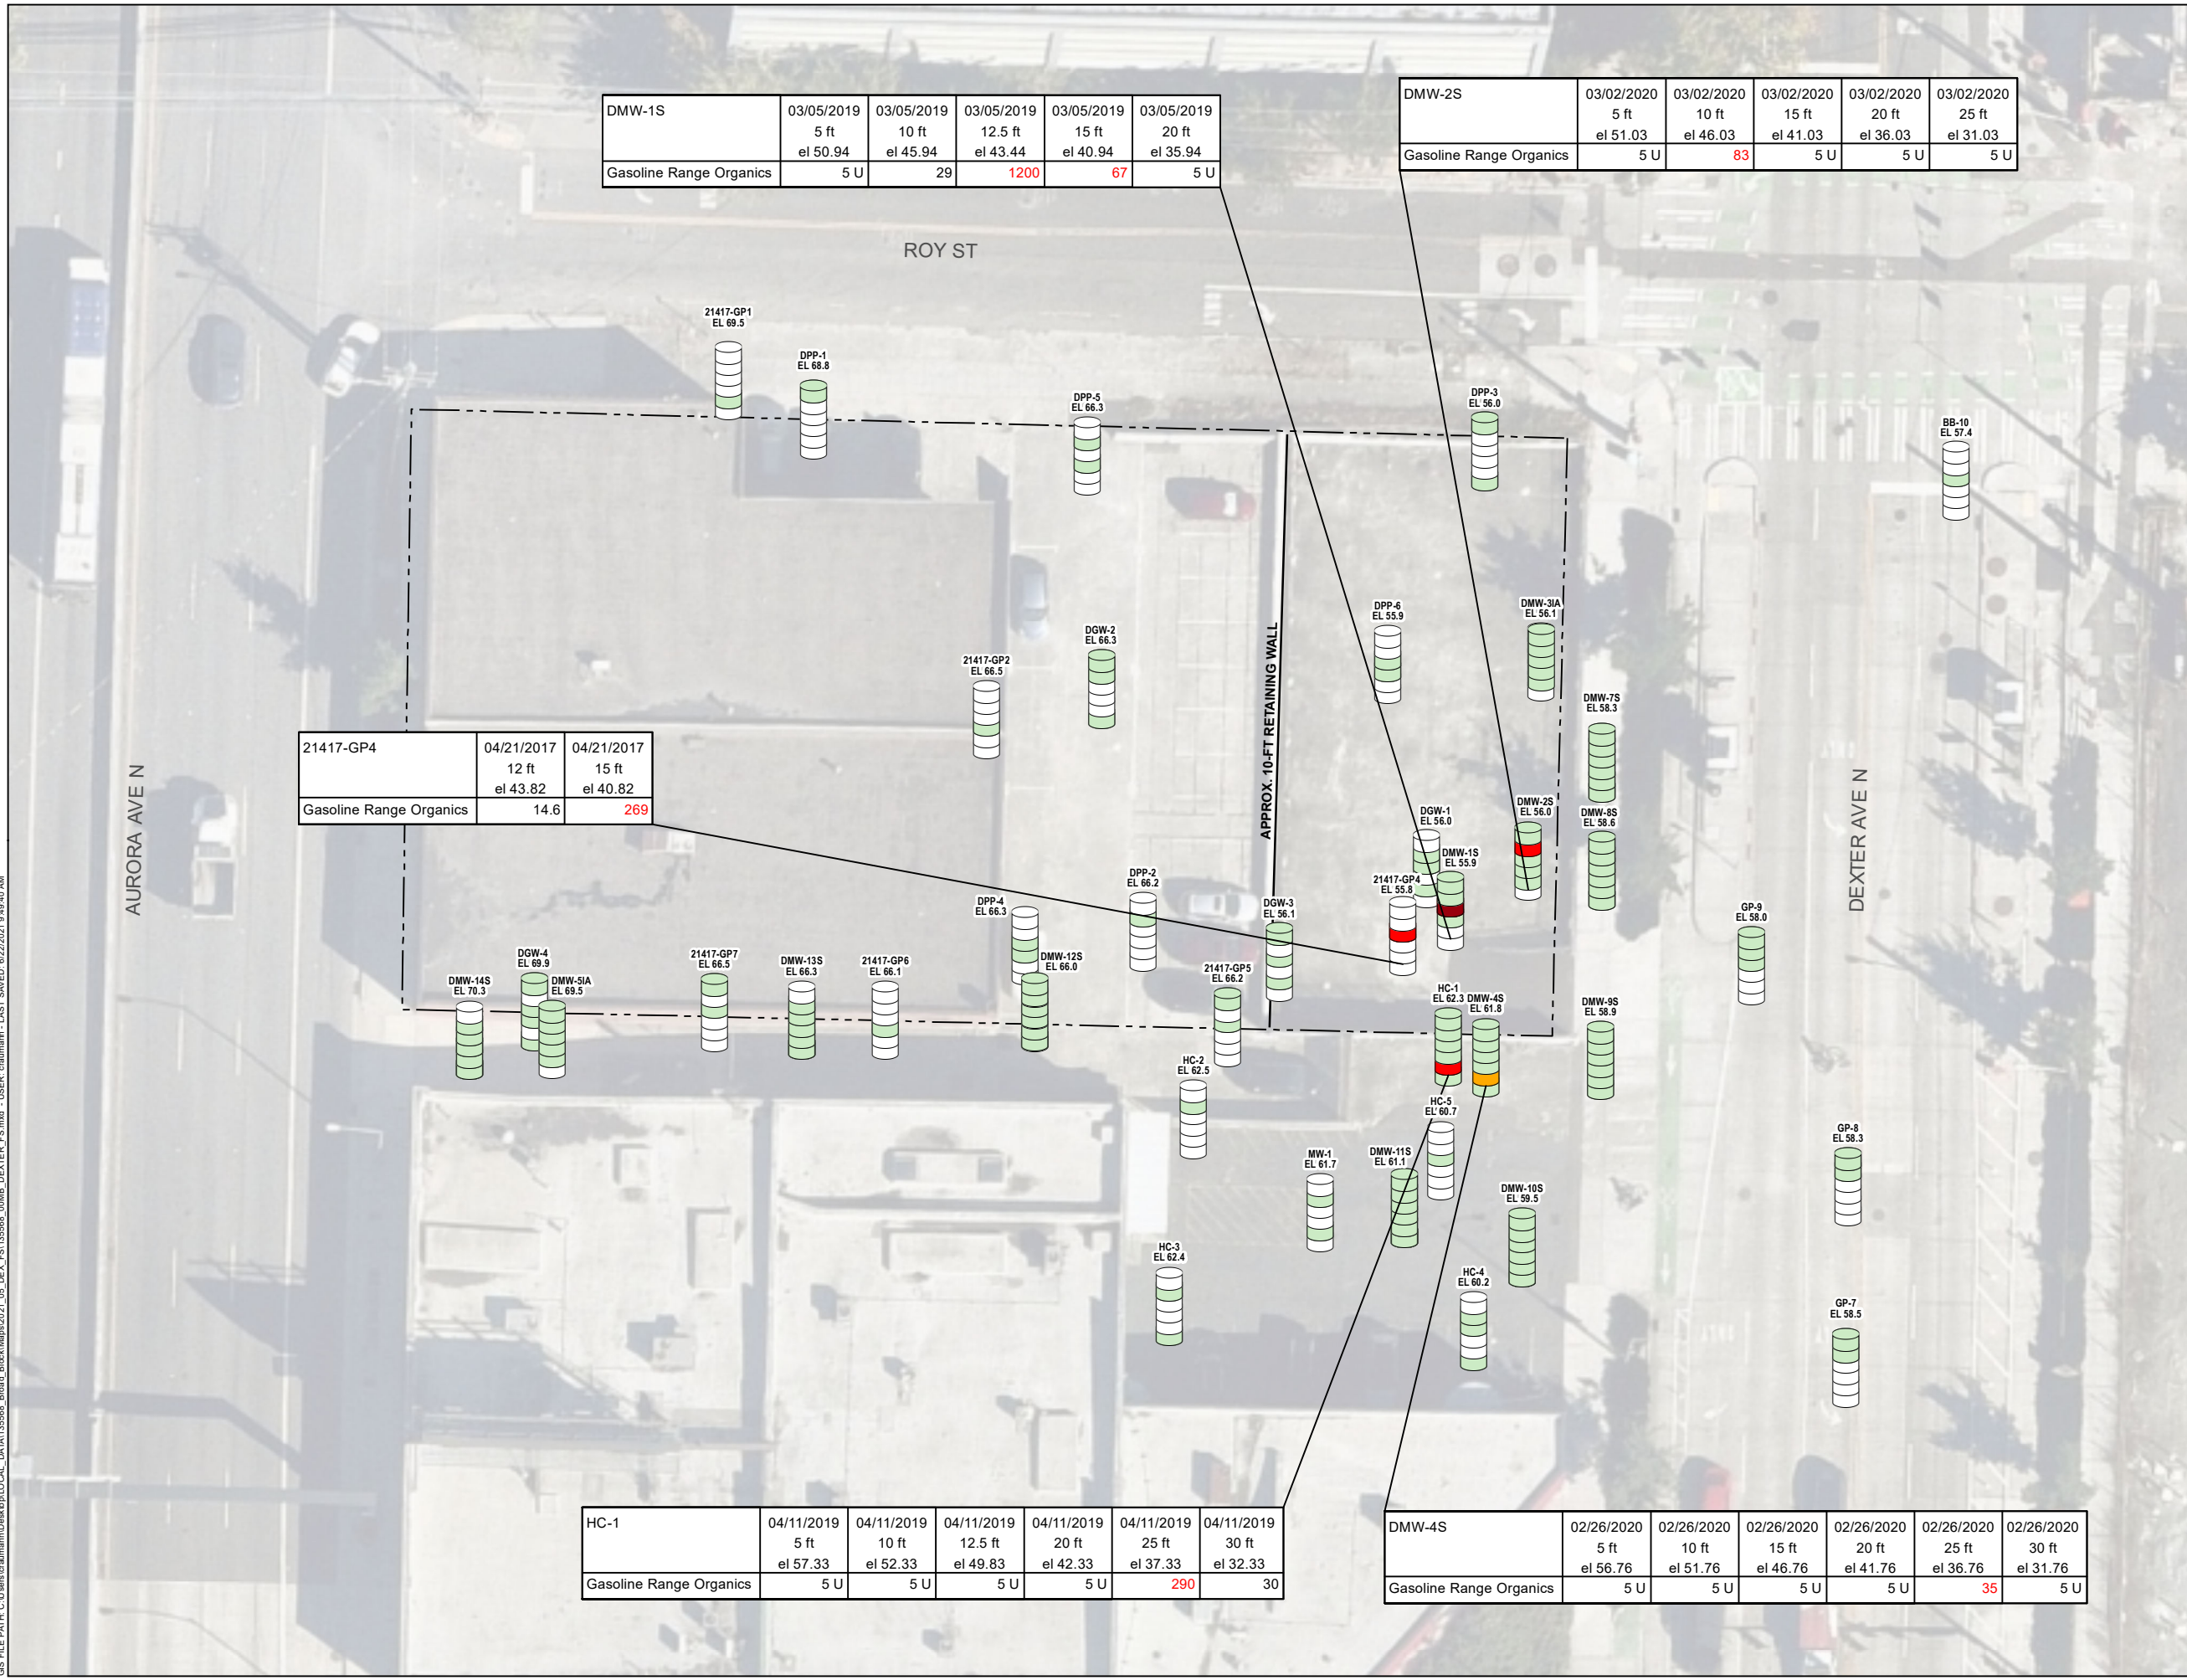 DMW-1S 03/05/2019 03/05/2019 03/05/2019 03/05/2019 03/05/2019
5 ft 10 ft 12.5 ft 15 ft 20 ft
el 50.94 el 45.94 el 43.44 el 40.94 el 35.94
Gasoline Range Organics 5 U 29 1200 67 5 U
DMW-2S 03/02/2020 03/02/2020 03/02/2020 03/02/2020 03/02/2020
5 ft 10 ft 15 ft 20 ft 25 ft
el 51.03 el 46.03 el 41.03 el 36.03 el 31.03
Gasoline Range Organics 5 U 83 5 U 5 U 5 U
ROY ST
21417-GP1
EL 69.5
DPP-1
EL 68.8
DPP-5
EL 66.3
DPP-3
EL 56.0
BB-10
EL 57.4
DPP-6
EL 55.9
DMW-3IA
EL 56.1
DGW-2
EL 66.3
21417-GP2
EL 66.5
DMW-7S
EL 58.3
APPROX. 10-FT RETAINING WALL
21417-GP4 04/21/2017 04/21/2017
12 ft 15 ft
el 43.82 el 40.82
Gasoline Range Organics 14.6 269
AURORA AVE N
DEXTER AVE N
DGW-1
EL 56.0
DMW-2S
EL 56.0
DMW-8S
EL 58.6
DMW-1S
EL 55.9
21417-GP4
EL 55.8
DPP-2
EL 66.2
DPP-4
EL 66.3
DGW-3
EL 56.1
GP-9
EL 58.0
DGW-4
EL 69.9
DMW-14S
EL 70.3
DMW-5IA
EL 69.5
21417-GP7
EL 66.5
DMW-13S
EL 66.3
21417-GP6
EL 66.1
DMW-12S
EL 66.0
21417-GP5
EL 66.2
HC-1
EL 62.3
DMW-4S
EL 61.8
DMW-9S
EL 58.9
HC-2
EL 62.5
HC-5
EL 60.7
MW-1
EL 61.7
DMW-11S
EL 61.1
DMW-10S
EL 59.5
GP-8
EL 58.3
HC-3
EL 62.4
HC-4
EL 60.2
GP-7
EL 58.5
HC-1 04/11/2019 04/11/2019 04/11/2019 04/11/2019 04/11/2019 04/11/2019
5 ft 10 ft 12.5 ft 20 ft 25 ft 30 ft
el 57.33 el 52.33 el 49.83 el 42.33 el 37.33 el 32.33
Gasoline Range Organics 5 U 5 U 5 U 5 U 290 30
DMW-4S 02/26/2020 02/26/2020 02/26/2020 02/26/2020 02/26/2020 02/26/2020
5 ft 10 ft 15 ft 20 ft 25 ft 30 ft
el 56.76 el 51.76 el 46.76 el 41.76 el 36.76 el 31.76
Gasoline Range Organics 5 U 5 U 5 U 5 U 35 5 U